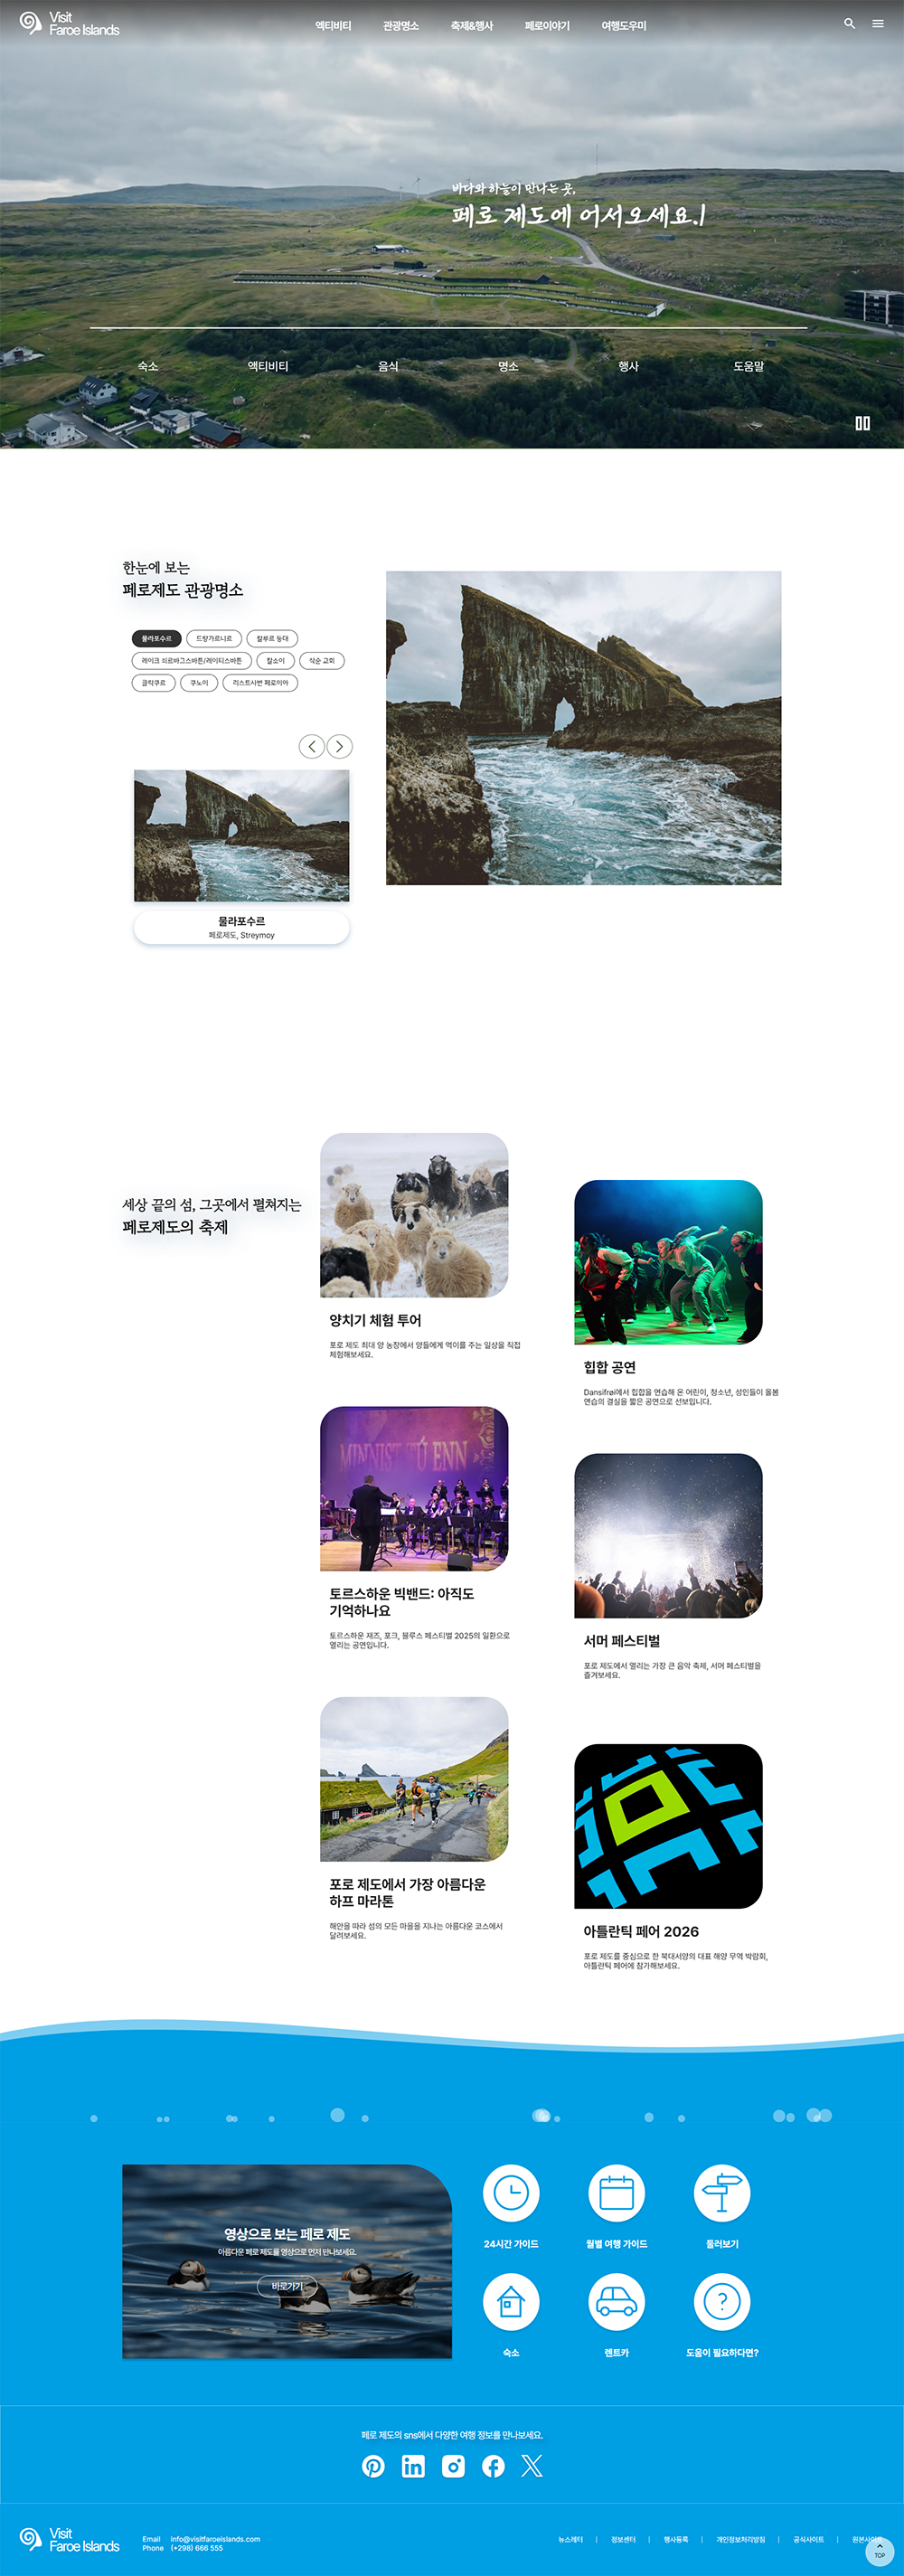 Visit
Faroe Islands
엑티비티
관광명소
축제&행사
페로이야기
여행도우미
바다와 하늘이 만나는 곳,
페로 제도에 어서오세요.|
숙소
액티비티
음식
명소
행사
도움말
한눈에 보는
페로제도 관광명소
물라포수르
드랑가르니르
칼루르 등대
레이크 쇠르바그스바튼/레이티스바튼
칼소이
삭순 교회
클락쿠르
쿠노이
리스트사번 페로이아
물라포수르
페로제도, Streymoy
세상 끝의 섬, 그곳에서 펼쳐지는
페로제도의 축제
양치기 체험 투어
포로 제도 최대 양 농장에서 양들에게 먹이를 주는 일상을 직접
체험해보세요.
힙합 공연
Dansifrøi에서 힙합을 연습해 온 어린이, 청소년, 성인들이 올봄
연습의 결실을 짧은 공연으로 선보입니다.
MINNIST TÚ ENN
토르스하운 빅밴드: 아직도
기억하나요
토르스하운 재즈, 포크, 블루스 페스티벌 2025의 일환으로
열리는 공연입니다.
서머 페스티벌
포로 제도에서 열리는 가장 큰 음악 축제, 서머 페스티벌을
즐겨보세요.
포로 제도에서 가장 아름다운
하프 마라톤
해안을 따라 섬의 모든 마을을 지나는 아름다운 코스에서
달려보세요.
아틀란틱 페어 2026
포로 제도를 중심으로 한 북대서양의 대표 해양 무역 박람회,
아틀란틱 페어에 참가해보세요.
영상으로 보는 페로 제도
아름다운 페로 제도를 영상으로 먼저 만나보세요.
바로가기
24시간 가이드
월별 여행 가이드
둘러보기
숙소
렌트카
도움이 필요하다면?
페로 제도의 sns에서 다양한 여행 정보를 만나보세요.
Visit
Faroe Islands
Email info@visitfaroeislands.com
Phone (+298) 666 555
뉴스레터 | 정보센터 | 행사등록 | 개인정보처리방침 | 공식사이트 | 원본사이트
TOP